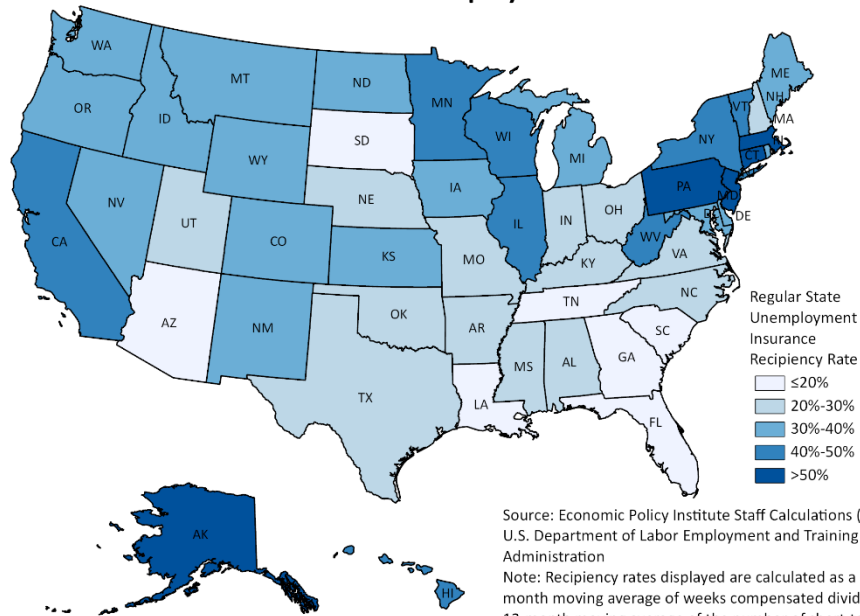 WA
MT
ND
MN
ME
OR
ID
SD
WI
VT
NH
MA
WY
MI
NY
CT
NV
NE
IA
PA
CA
UT
CO
IL
IN
OH
DE
KS
MO
WV
VA
KY
AZ
NM
OK
AR
TN
NC
SC
MS
AL
GA
TX
LA
FL
AK
HI
Regular State
Unemployment
Insurance
Recipiency Rate
≤20%
20%-30%
30%-40%
40%-50%
>50%
Source: Economic Policy Institute Staff Calculations (
U.S. Department of Labor Employment and Training
Administration
Note: Recipiency rates displayed are calculated as a
month moving average of weeks compensated divid